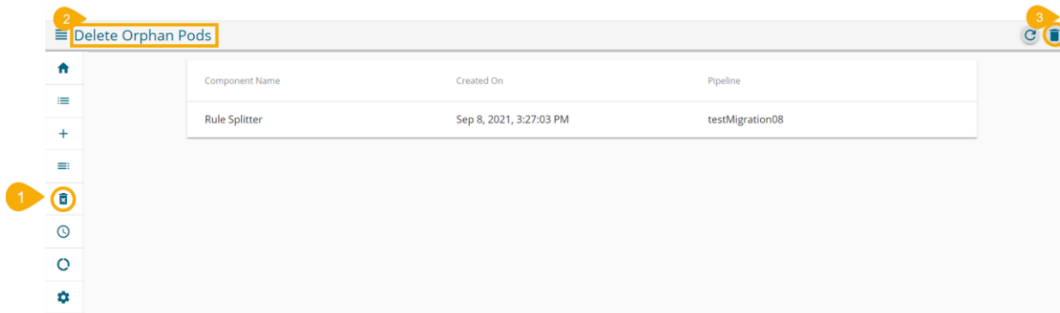 2
3
Delete Orphan Pods
Component Name Created On Pipeline
Rule Splitter Sep 8, 2021, 3:27:03 PM testMigration08
1